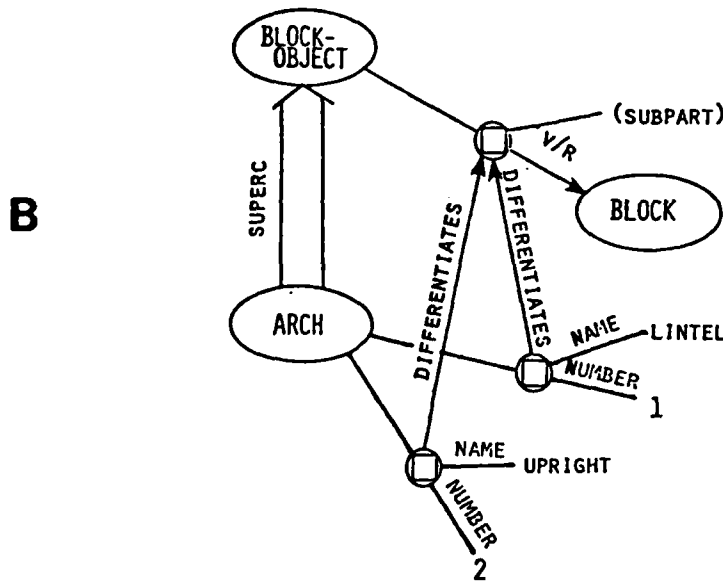 BLOCK-
OBJECT
(SUBPART)
V/R
B
SUPERC
DIFFERENTIATES
DIFFERENTIATES
BLOCK
ARCH
NAME
LINTEL
NUMBER
1
NAME
UPRIGHT
NUMBER
2